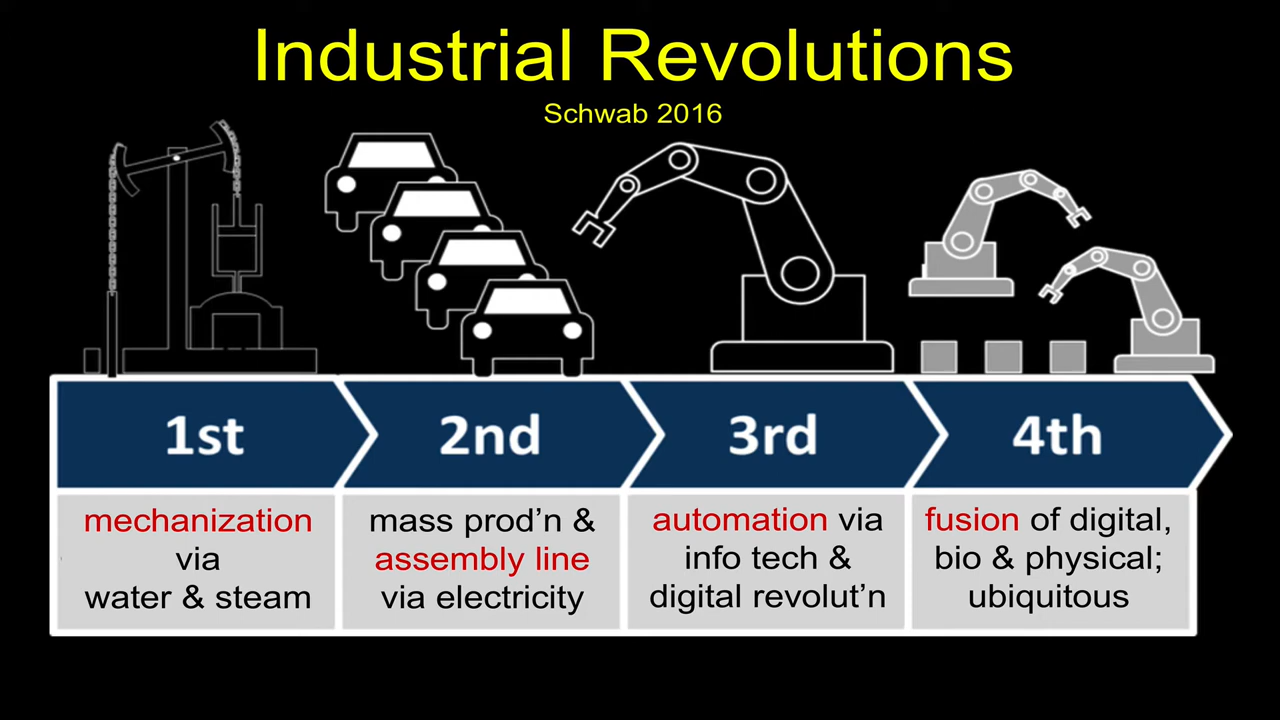 Industrial Revolutions
Schwab 2016
1st
2nd
3rd
4th
mechanization
via
water & steam
mass prod’n &
assembly line
via electricity
automation via
info tech &
digital revolut’n
fusion of digital,
bio & physical;
ubiquitous